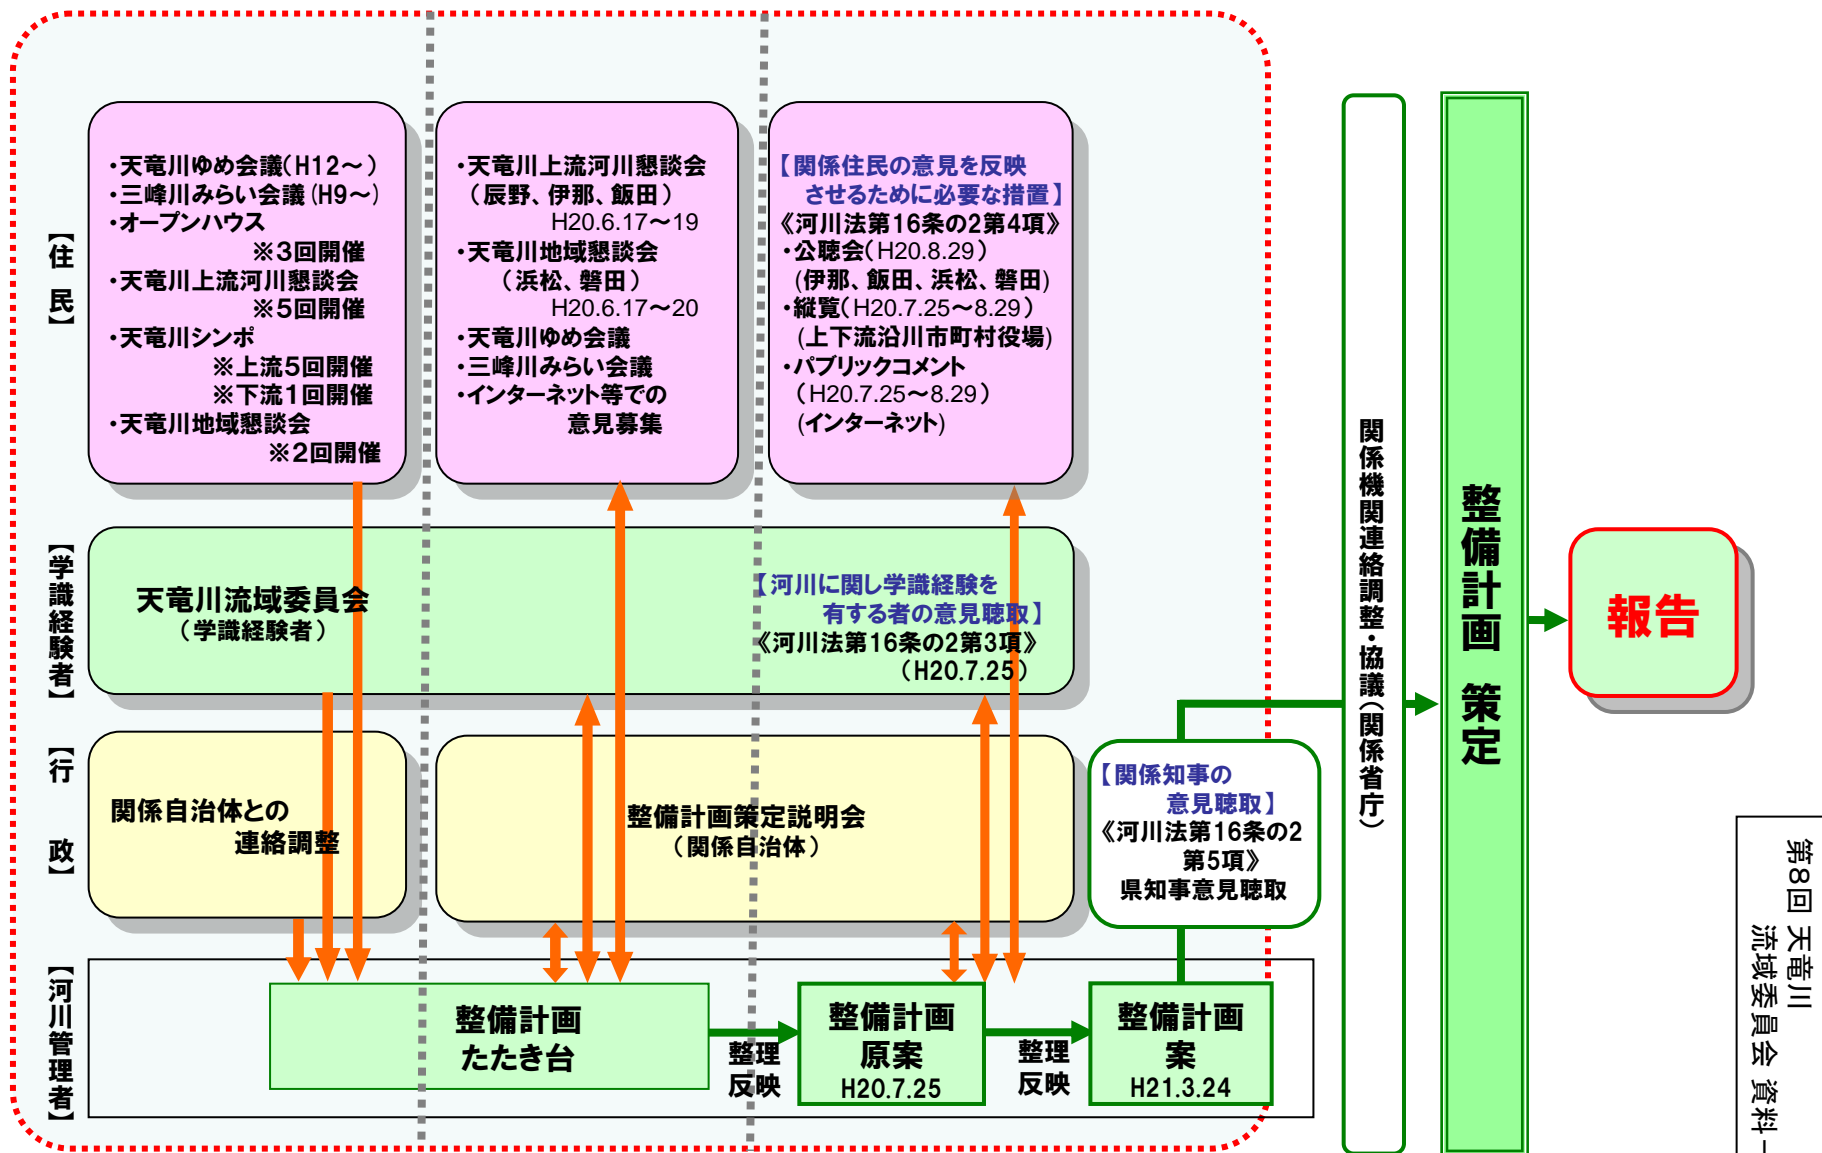 【住民】
・天竜川ゆめ会議(H12～)
・三峰川みらい会議(H9～)
・オープンハウス
※3回開催
・天竜川上流河川懇談会
※5回開催
・天竜川シンポ
※上流5回開催
※下流1回開催
・天竜川地域懇談会
※2回開催
・天竜川上流河川懇談会
（辰野、伊那、飯田）
H20.6.17～19
・天竜川地域懇談会
（浜松、磐田）
H20.6.17～20
・天竜川ゆめ会議
・三峰川みらい会議
・インターネット等での
意見募集
【関係住民の意見を反映
させるために必要な措置】
《河川法第16条の2第4項》
・公聴会(H20.8.29)
(伊那、飯田、浜松、磐田)
・縦覧(H20.7.25～8.29)
(上下流沿川市町村役場)
・パブリックコメント
（H20.7.25～8.29)
(インターネット)
【学識経験者】
天竜川流域委員会
（学識経験者）
【河川に関し学識経験を
有する者の意見聴取】
《河川法第16条の2第3項》
（H20.7.25）
【行政】
関係自治体との
連絡調整
整備計画策定説明会
（関係自治体）
【関係知事の
意見聴取】
《河川法第16条の2
第5項》
県知事意見聴取
【河川管理者】
整備計画
たたき台
整理
反映
整備計画
原案
H20.7.25
整理
反映
整備計画
案
H21.3.24
関係機関連絡調整・協議（関係省庁）
整備計画 策定
報告
第8回 天竜川
流域委員会 資料－